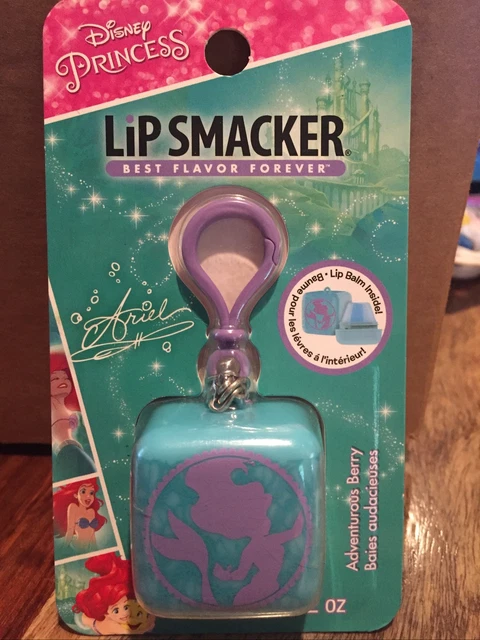 Disney
PRINCESS
LiP SMACKER®
BEST FLAVOR FOREVER™
Ariel
Lip Balm Inside! •
Baume pour les lèvres á l'intérieur!
Adventurous Berry
Baies audacieuses
OZ